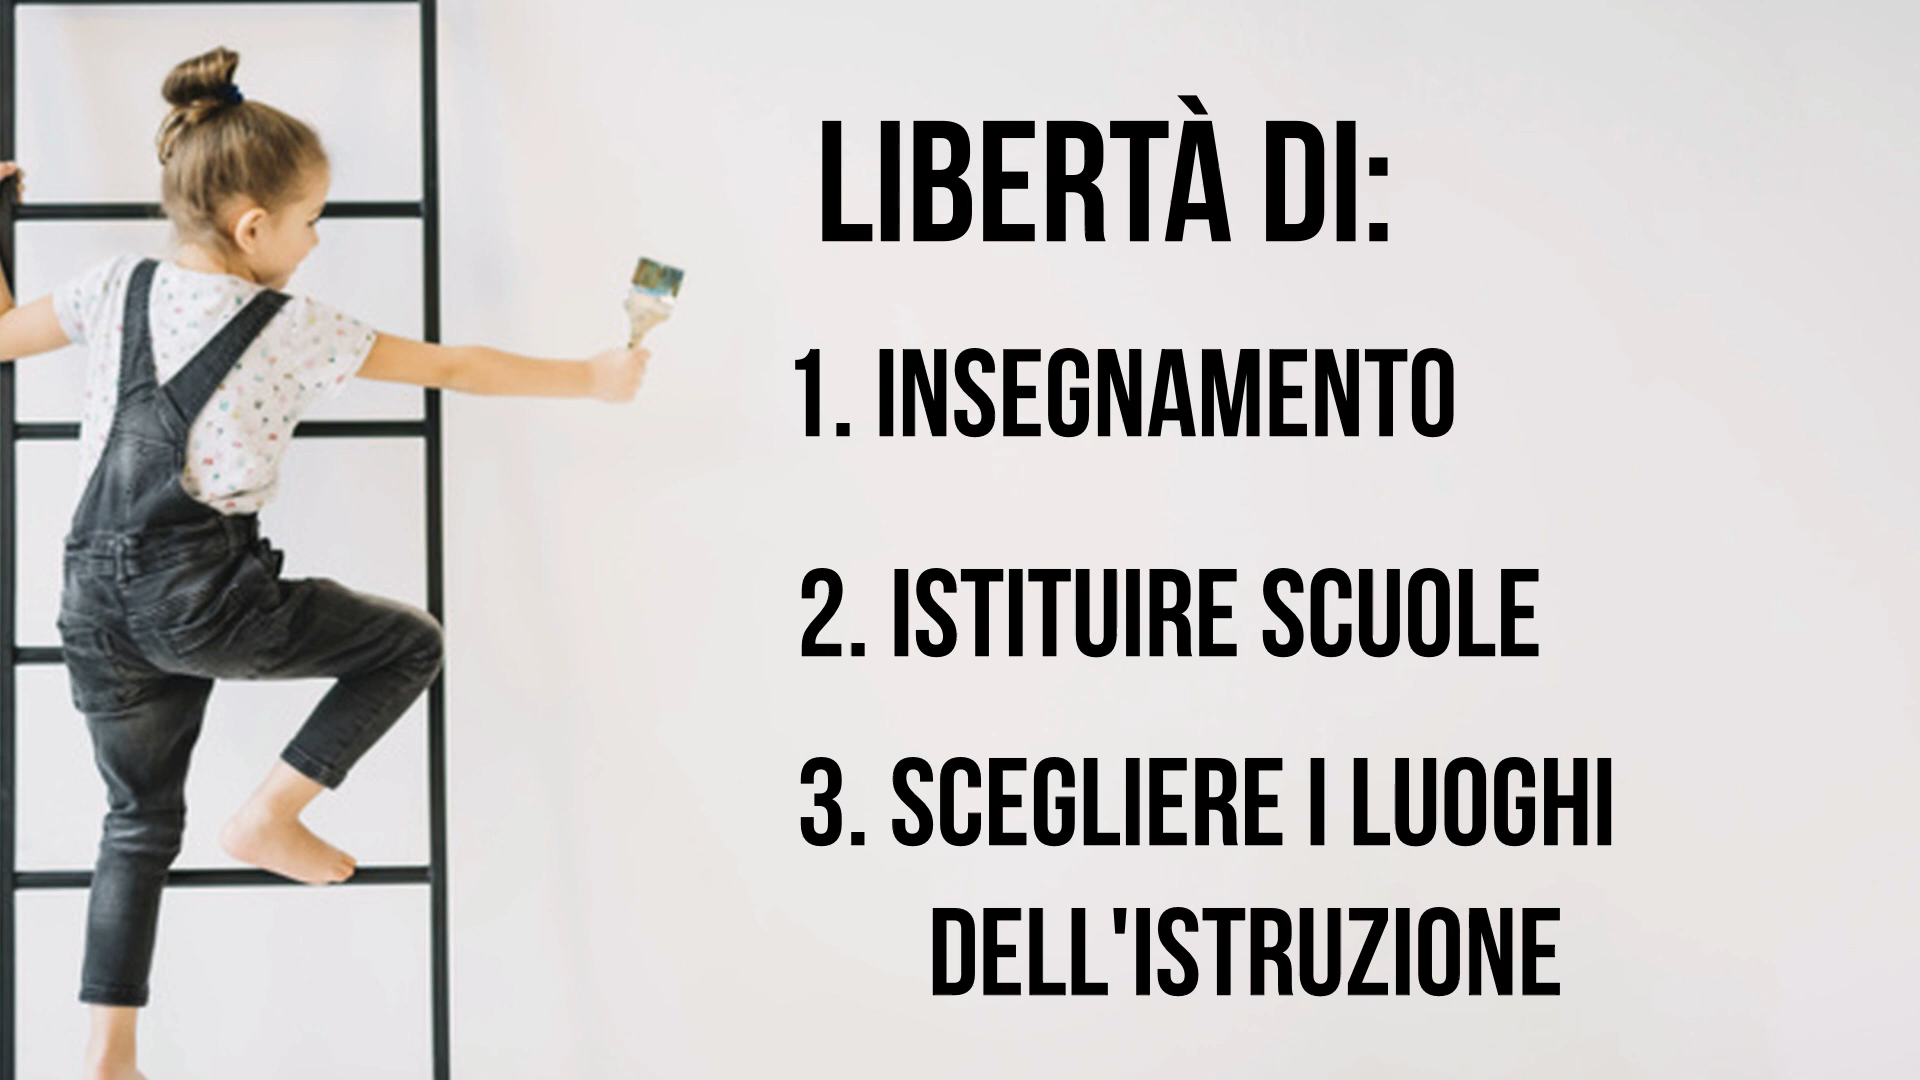 LIBERTÀ DI:
1. INSEGNAMENTO
2. ISTITUIRE SCUOLE
3. SCEGLIERE I LUOGHI
DELL'ISTRUZIONE